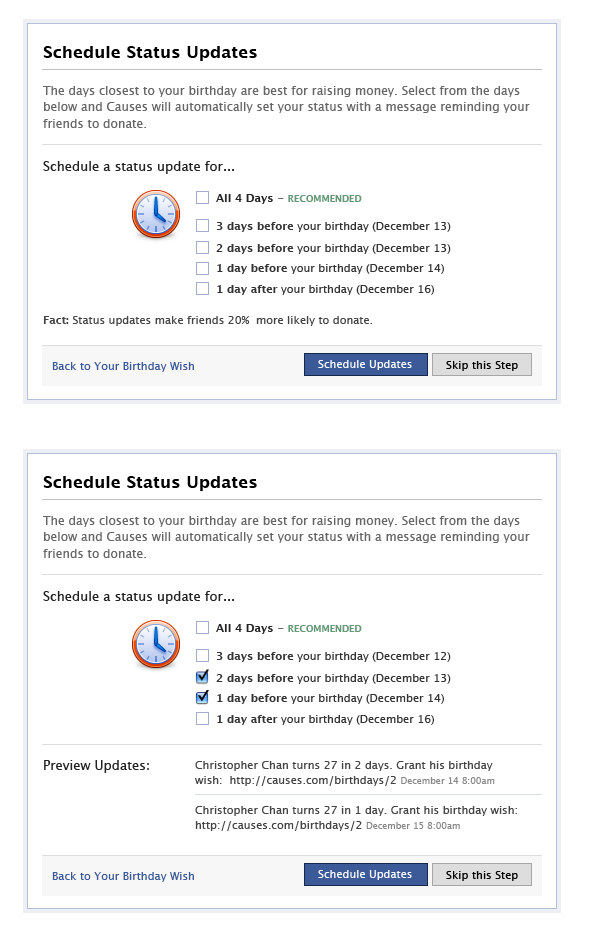 Schedule Status Updates
The days closest to your birthday are best for raising money. Select from the days
below and Causes will automatically set your status with a message reminding your
friends to donate.
Schedule a status update for...
All 4 Days – RECOMMENDED
3 days before your birthday (December 13)
2 days before your birthday (December 13)
1 day before your birthday (December 14)
1 day after your birthday (December 16)
Fact: Status updates make friends 20% more likely to donate.
Back to Your Birthday Wish Schedule Updates Skip this Step
Schedule Status Updates
The days closest to your birthday are best for raising money. Select from the days
below and Causes will automatically set your status with a message reminding your
friends to donate.
Schedule a status update for...
All 4 Days – RECOMMENDED
3 days before your birthday (December 12)
2 days before your birthday (December 13)
1 day before your birthday (December 14)
1 day after your birthday (December 16)
Preview Updates: Christopher Chan turns 27 in 2 days. Grant his birthday
wish: http://causes.com/birthdays/2 December 14 8:00am
Christopher Chan turns 27 in 1 day. Grant his birthday wish:
http://causes.com/birthdays/2 December 15 8:00am
Back to Your Birthday Wish Schedule Updates Skip this Step